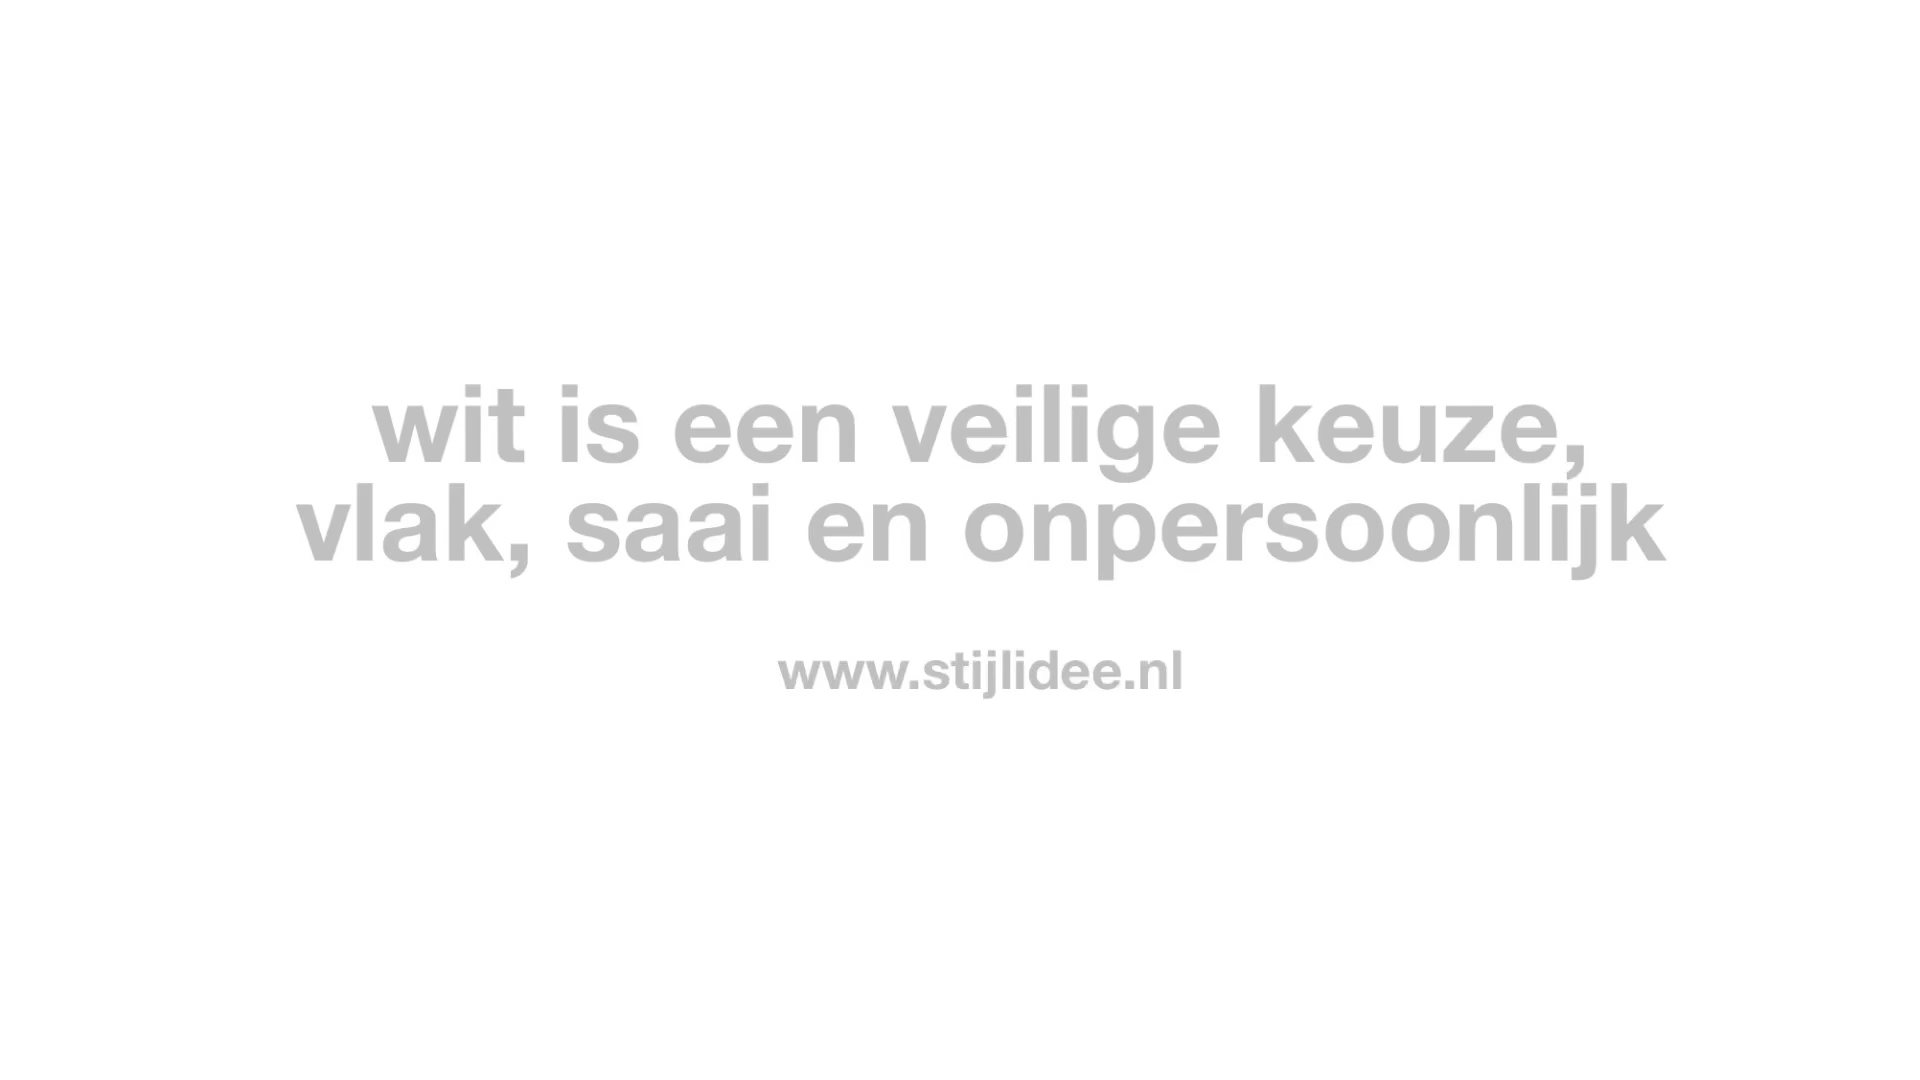 wit is een veilige keuze,
vlak, saai en onpersoonlijk
www.stijlidee.nl